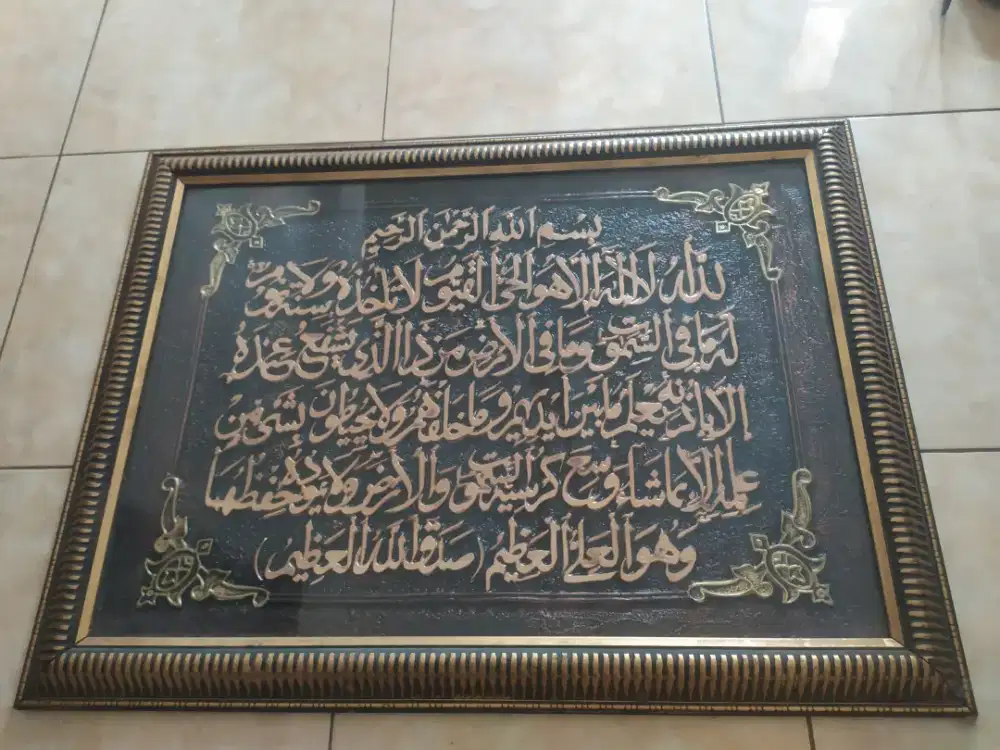 بسم الله الرحمن الرحيم
الله لا إله إلا هو الحي القيوم لا تأخذه سنة ولا نوم
له ما في السموات وما في الأرض من ذا الذي يشفع عنده
إلا بإذنه يعلم ما بين أيديهم وما خلفهم ولا يحيطون بشيء من
علمه إلا بما شاء وسع كرسيه السموات والأرض ولا يوده حفظهما
وهو العلي العظيم (صدق الله العظيم)